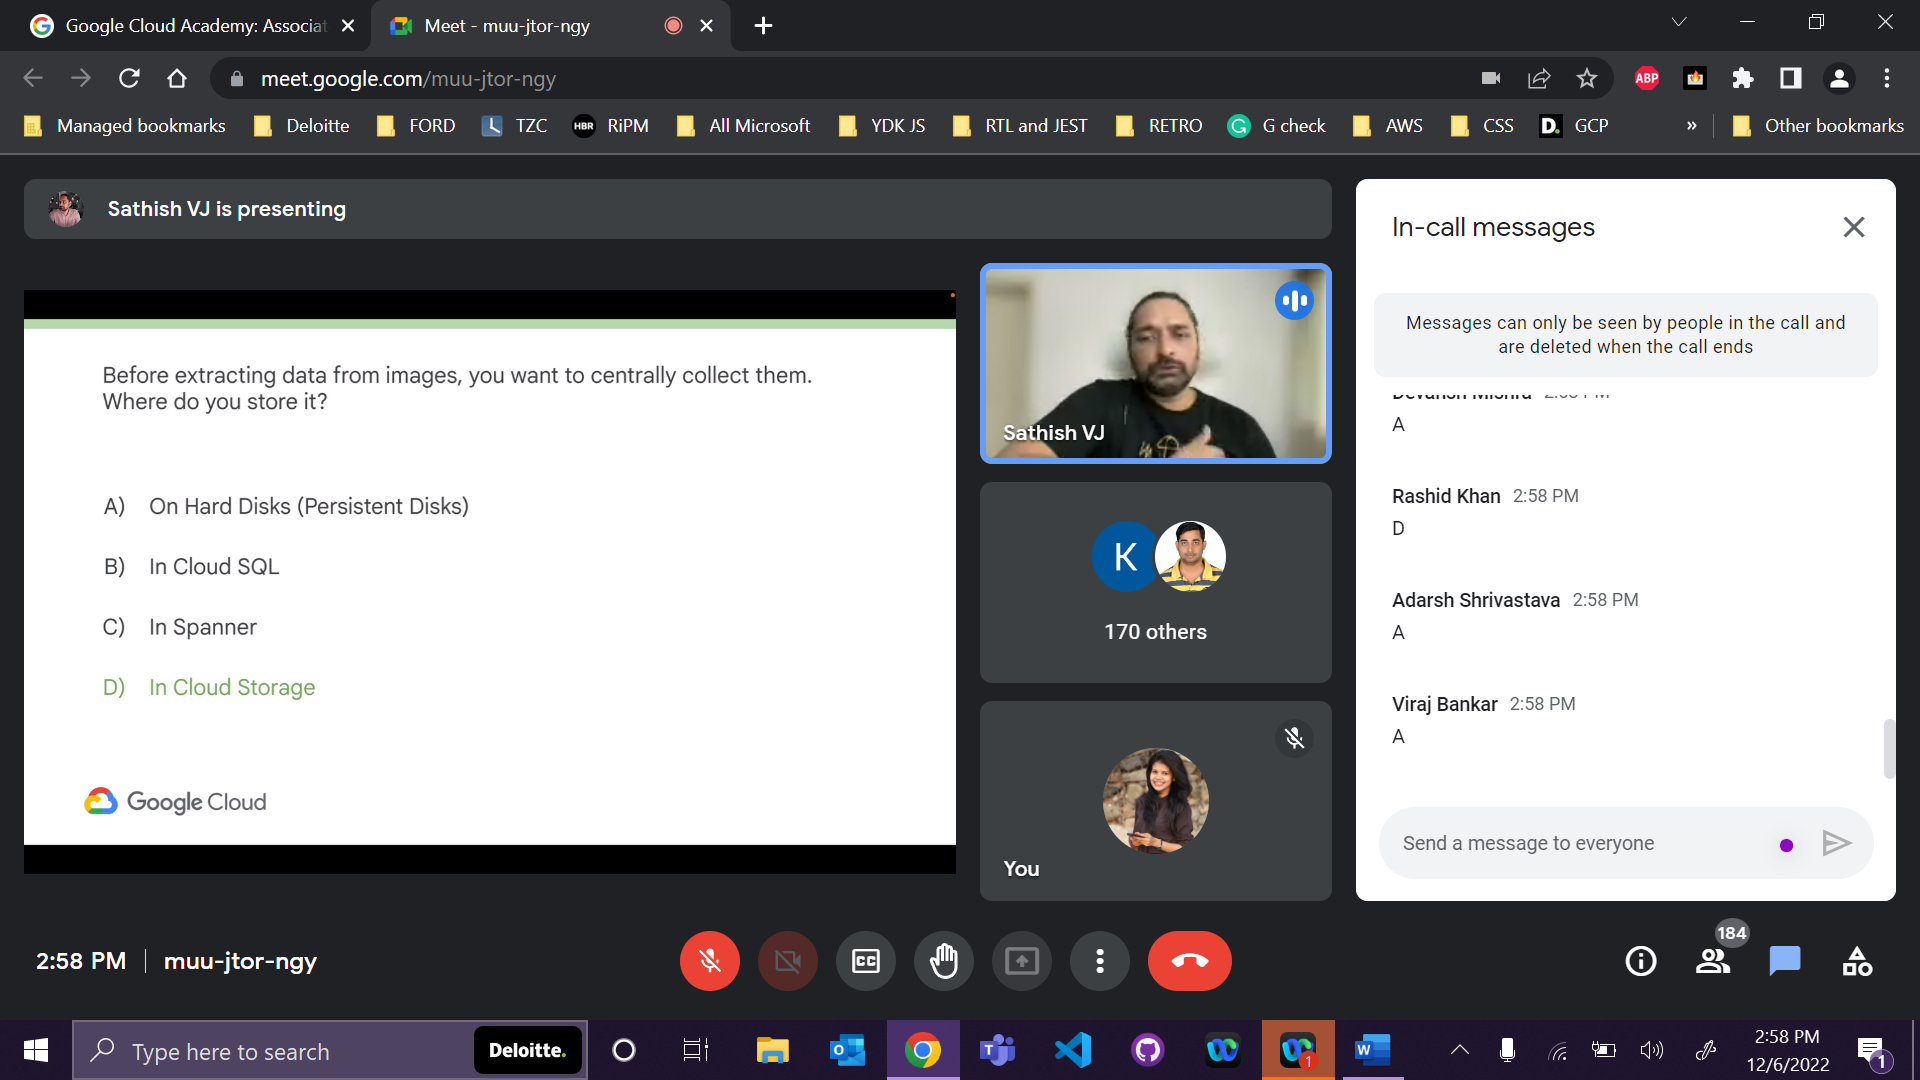 Google Cloud Academy: Associat
Meet - muu-jtor-ngy
meet.google.com/muu-jtor-ngy
ABP
Managed bookmarks
Deloitte
FORD
TZC
HBR RiPM
All Microsoft
YDK JS
RTL and JEST
RETRO
G G check
AWS
CSS
D. GCP
»
Other bookmarks
Sathish VJ is presenting
Before extracting data from images, you want to centrally collect them.
Where do you store it?
A) On Hard Disks (Persistent Disks)
B) In Cloud SQL
C) In Spanner
D) In Cloud Storage
Google Cloud
Sathish VJ
K
170 others
You
In-call messages
Messages can only be seen by people in the call and
are deleted when the call ends
A
Rashid Khan 2:58 PM
D
Adarsh Shrivastava 2:58 PM
A
Viraj Bankar 2:58 PM
A
Send a message to everyone
2:58 PM | muu-jtor-ngy
CC
184
Type here to search
Deloitte.
1
2:58 PM
12/6/2022
1